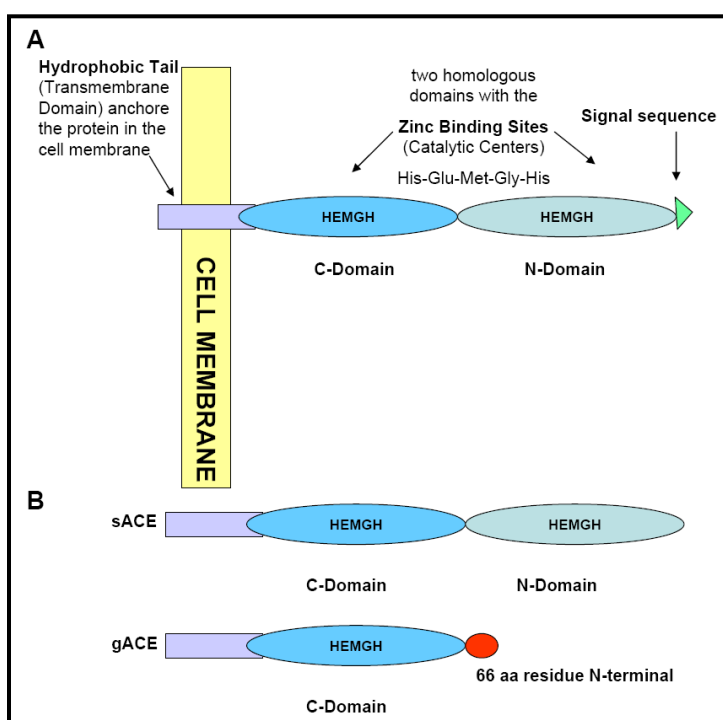 A
Hydrophobic Tail
(Transmembrane
Domain) anchore
the protein in the
cell membrane
two homologous
domains with the
Zinc Binding Sites
(Catalytic Centers)
His-Glu-Met-Gly-His
Signal sequence
HEMGH
HEMGH
C-Domain
N-Domain
CELL MEMBRANE
B
sACE
HEMGH
HEMGH
C-Domain
N-Domain
gACE
HEMGH
66 aa residue N-terminal
C-Domain